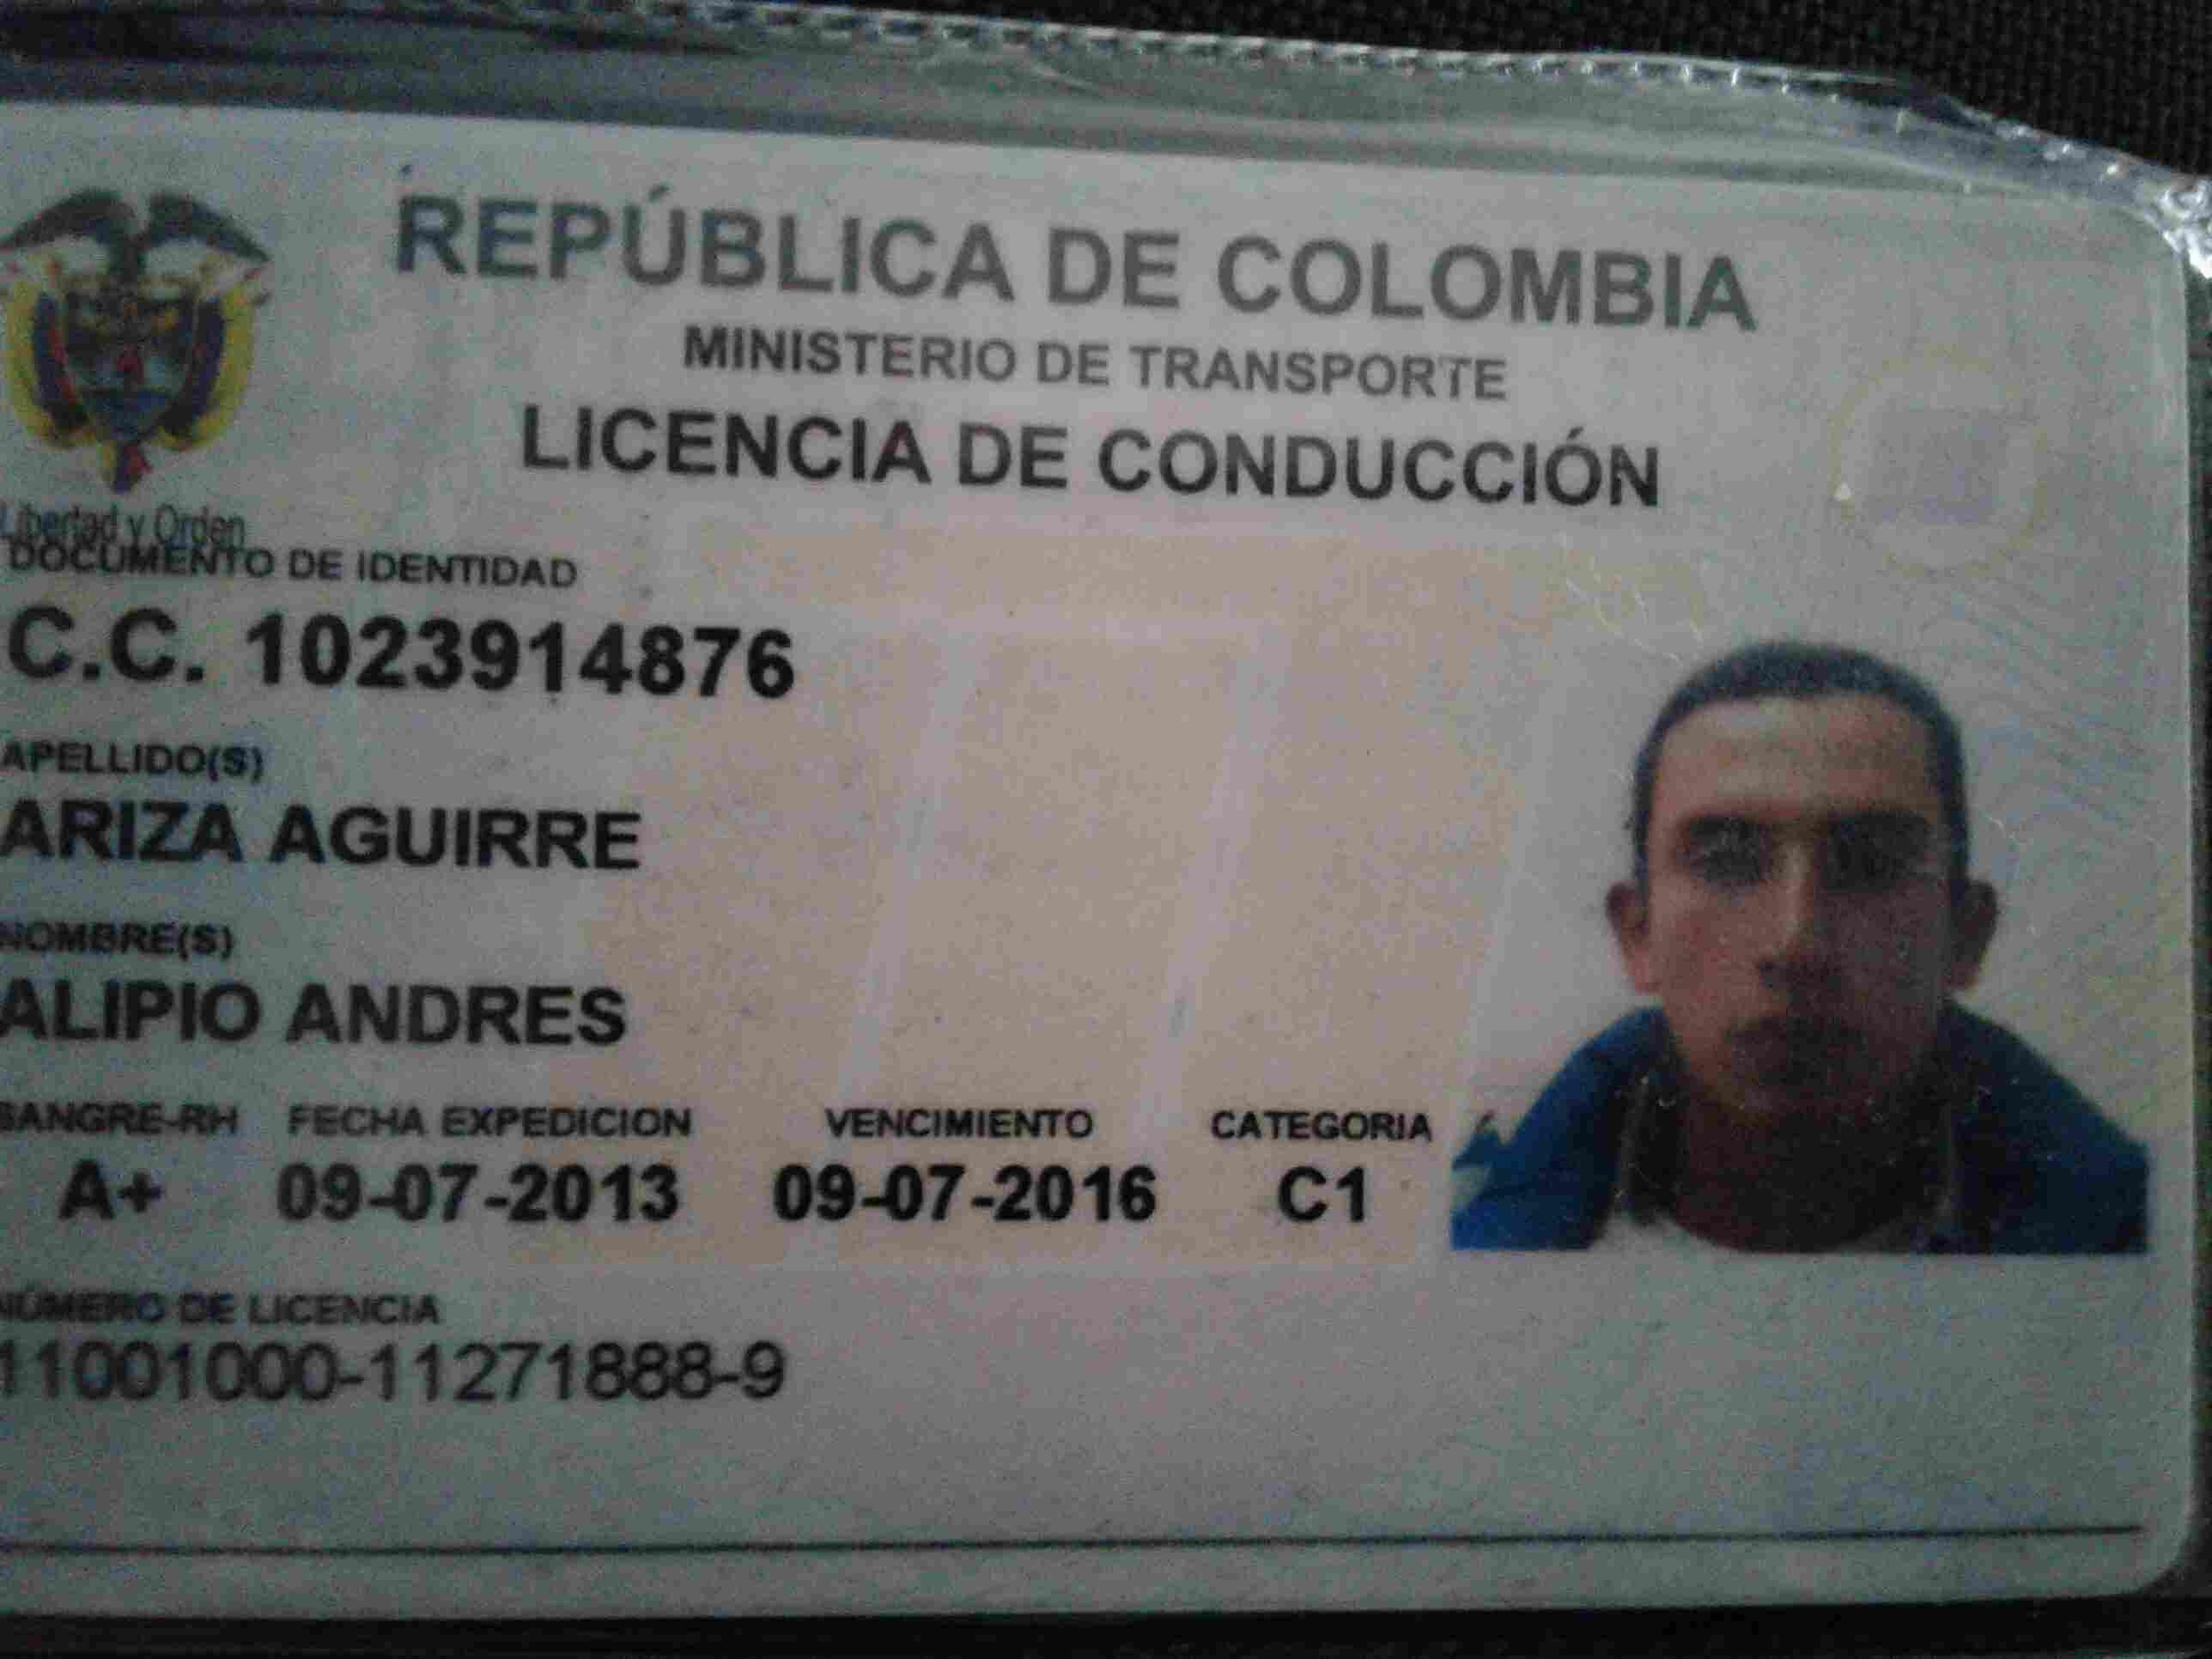 REPÚBLICA DE COLOMBIA
MINISTERIO DE TRANSPORTE
LICENCIA DE CONDUCCIÓN
Libertad y Orden
DOCUMENTO DE IDENTIDAD
C.C. 1023914876
APELLIDO(S)
ARIZA AGUIRRE
NOMBRE(S)
ALIPIO ANDRES
SANGRE-RH FECHA EXPEDICION VENCIMIENTO CATEGORIA
A+ 09-07-2013 09-07-2016 C1
NÚMERO DE LICENCIA
11001000-11271888-9